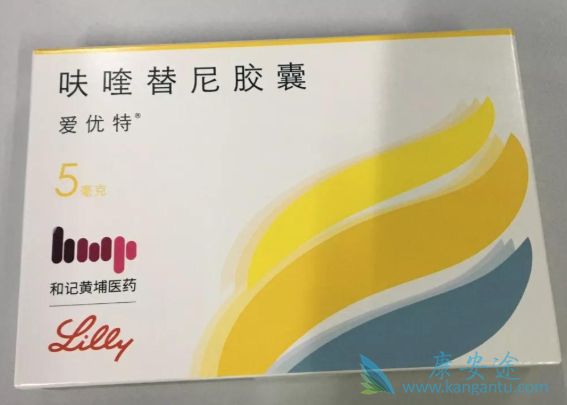 呋喹替尼胶囊
爱优特®
5毫克
hmp
和记黄埔医药
Lilly
康安途
www.kangantu.com